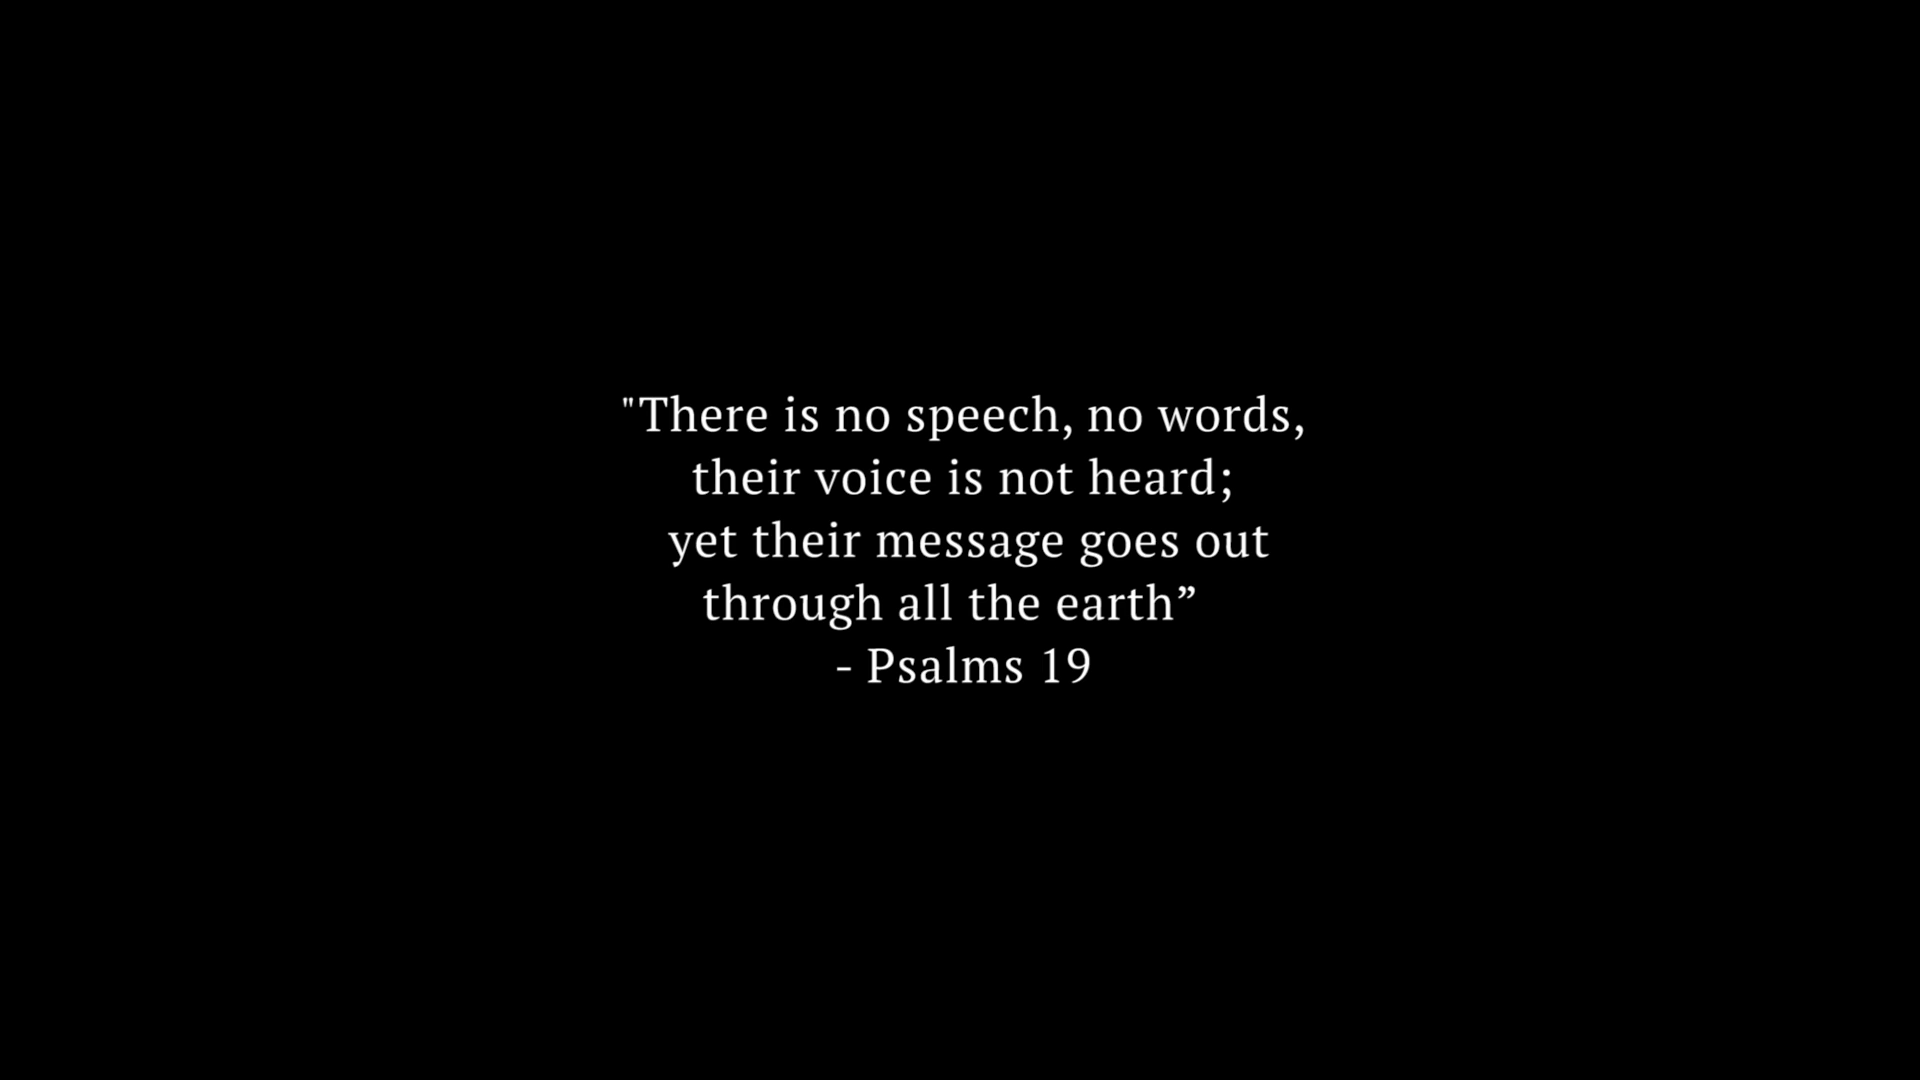 "There is no speech, no words,
their voice is not heard;
yet their message goes out
through all the earth”
- Psalms 19